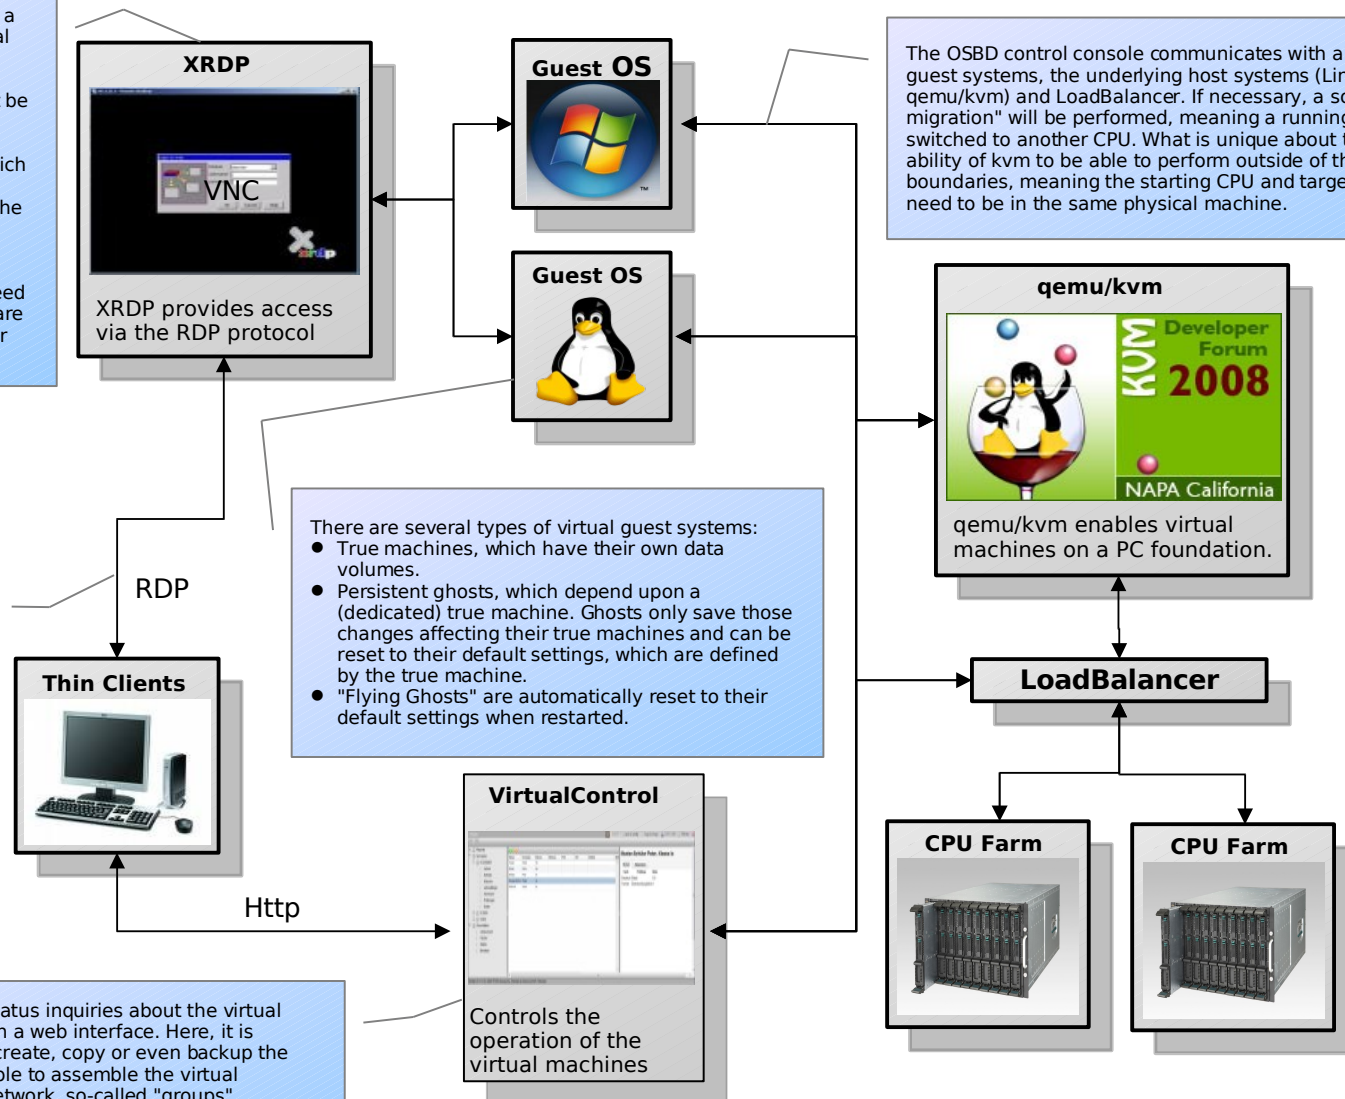 a
al
be
ich
he
eed
are
r
XRDP
VNC
xrdp
XRDP provides access
via the RDP protocol
Guest OS
TM
Guest OS
The OSBD control console communicates with a
guest systems, the underlying host systems (Lin
qemu/kvm) and LoadBalancer. If necessary, a so
migration" will be performed, meaning a running
switched to another CPU. What is unique about t
ability of kvm to be able to perform outside of th
boundaries, meaning the starting CPU and targe
need to be in the same physical machine.
qemu/kvm
KVM
Developer
Forum
2008
NAPA California
qemu/kvm enables virtual
machines on a PC foundation.
There are several types of virtual guest systems:
● True machines, which have their own data
volumes.
● Persistent ghosts, which depend upon a
(dedicated) true machine. Ghosts only save those
changes affecting their true machines and can be
reset to their default settings, which are defined
by the true machine.
● "Flying Ghosts" are automatically reset to their
default settings when restarted.
RDP
Thin Clients
LoadBalancer
VirtualControl
Controls the
operation of the
virtual machines
CPU Farm
CPU Farm
Http
atus inquiries about the virtual
n a web interface. Here, it is
create, copy or even backup the
ble to assemble the virtual
etwork, so-called "groups"